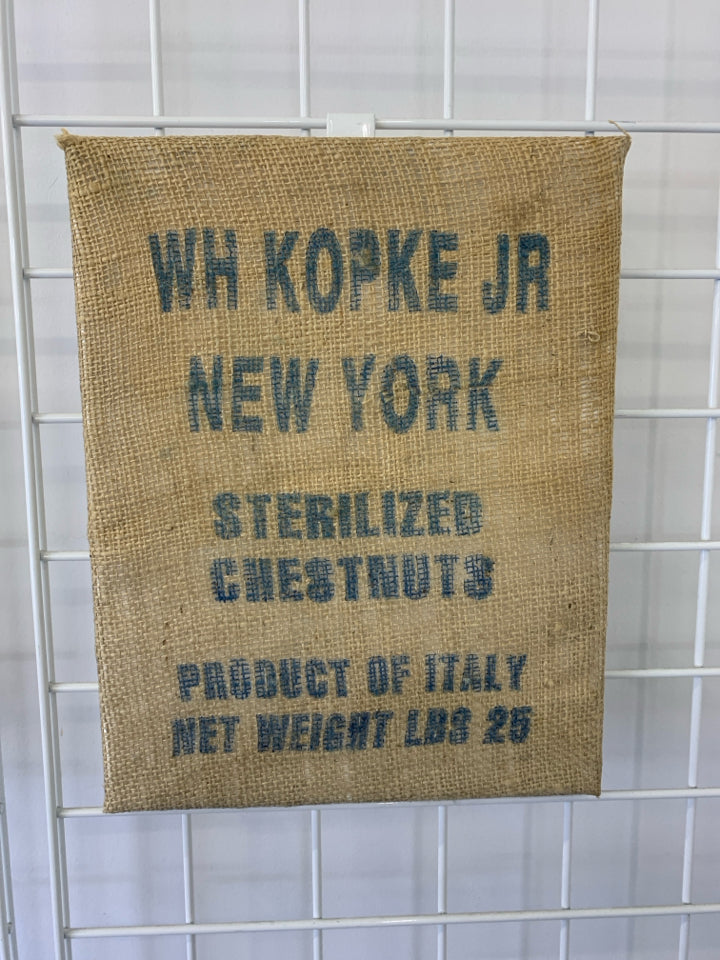 WH KOPKE JR
NEW YORK
STERILIZED
CHESTNUTS
PRODUCT OF ITALY
NET WEIGHT LBS 25